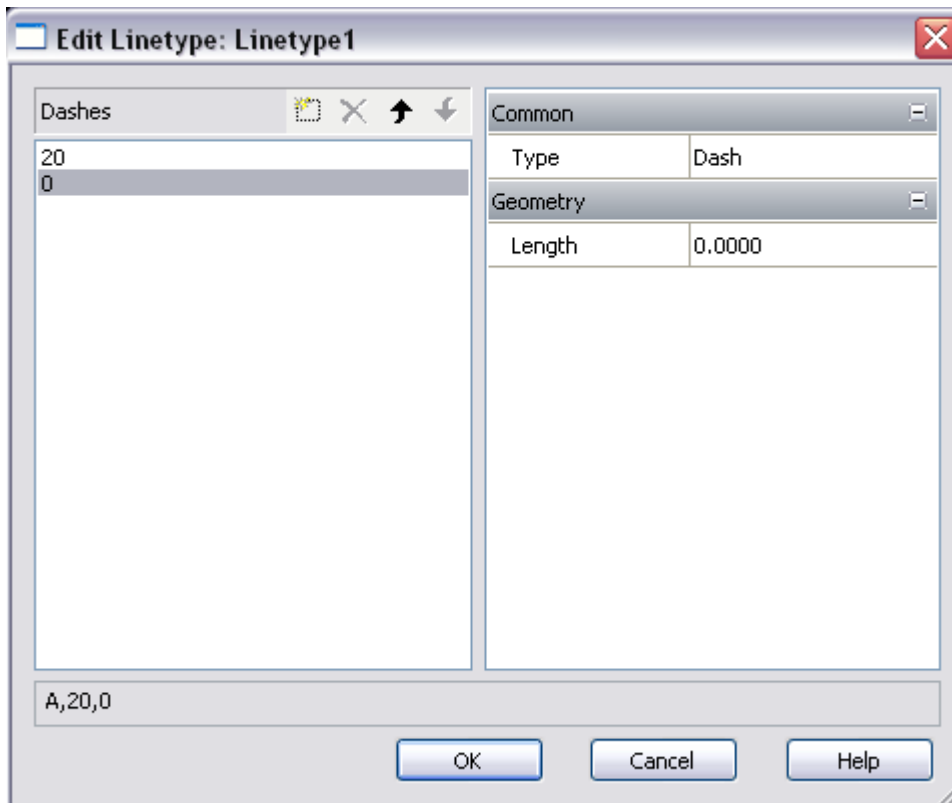 Edit Linetype: Linetype1
Dashes
20
0
Common
Type Dash
Geometry
Length 0.0000
A,20,0
OK Cancel Help